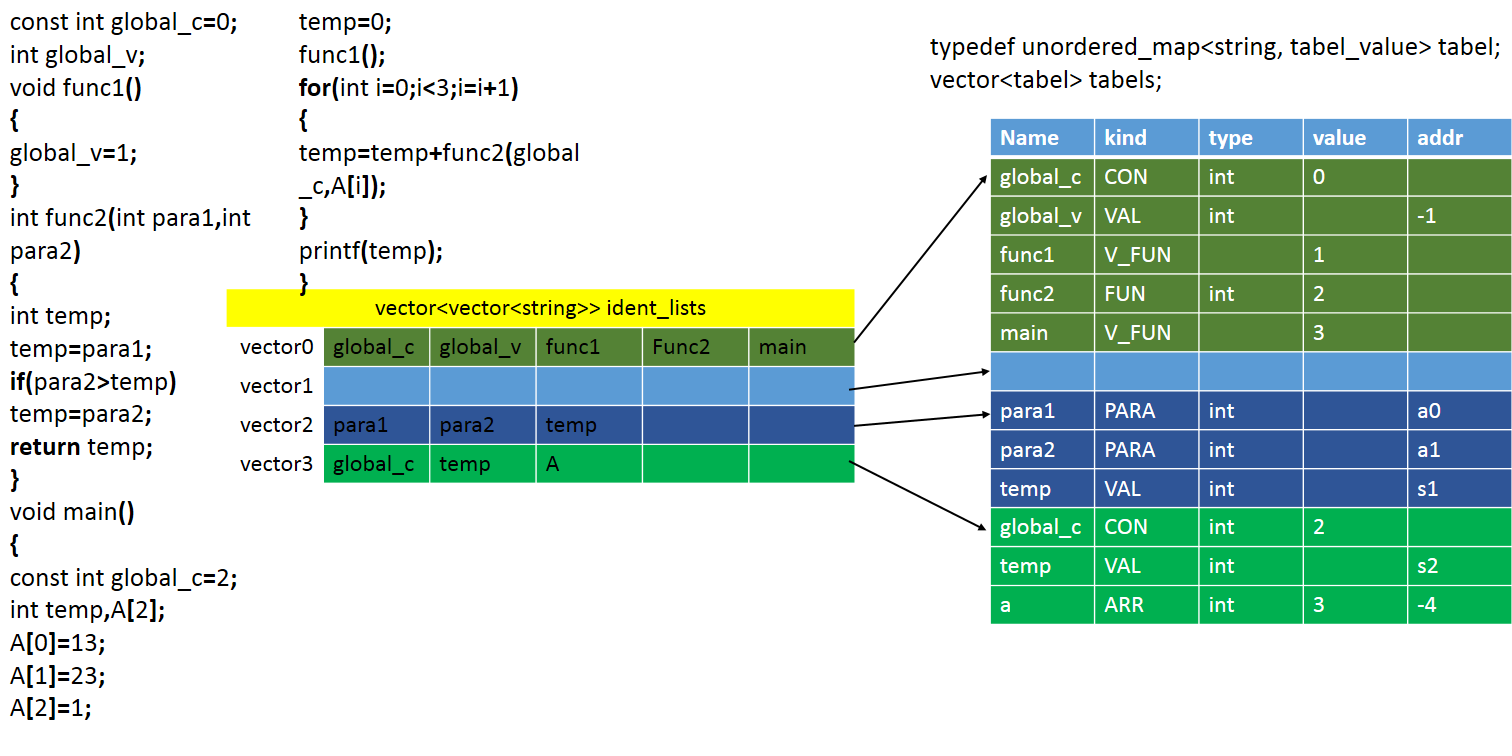 const int global_c=0;
int global_v;
void func1()
{
global_v=1;
}
int func2(int para1,int
para2)
{
int temp;
temp=para1;
if(para2>temp)
temp=para2;
return temp;
}
void main()
{
const int global_c=2;
int temp,A[2];
A[0]=13;
A[1]=23;
A[2]=1;
temp=0;
func1();
for(int i=0;i<3;i=i+1)
{
temp=temp+func2(global
_c,A[i]);
}
printf(temp);
}
vector<vector<string>> ident_lists
vector0 global_c global_v func1 Func2 main
vector1
vector2 para1 para2 temp
vector3 global_c temp A
typedef unordered_map<string, tabel_value> tabel;
vector<tabel> tabels;
Name kind type value addr
global_c CON int 0
global_v VAL int -1
func1 V_FUN 1
func2 FUN int 2
main V_FUN 3
para1 PARA int a0
para2 PARA int a1
temp VAL int s1
global_c CON int 2
temp VAL int s2
a ARR int 3 -4